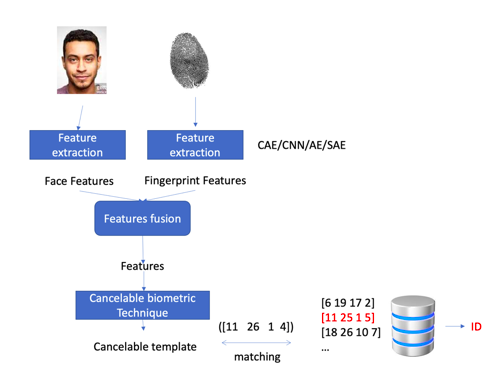 Feature
extraction
Feature
extraction
CAE/CNN/AE/SAE
Face Features
Fingerprint Features
Features fusion
Features
Cancelable biometric
Technique
([11 26 1 4])
[6 19 17 2]
[11 25 1 5]
[18 26 10 7]
...
ID
Cancelable template
matching